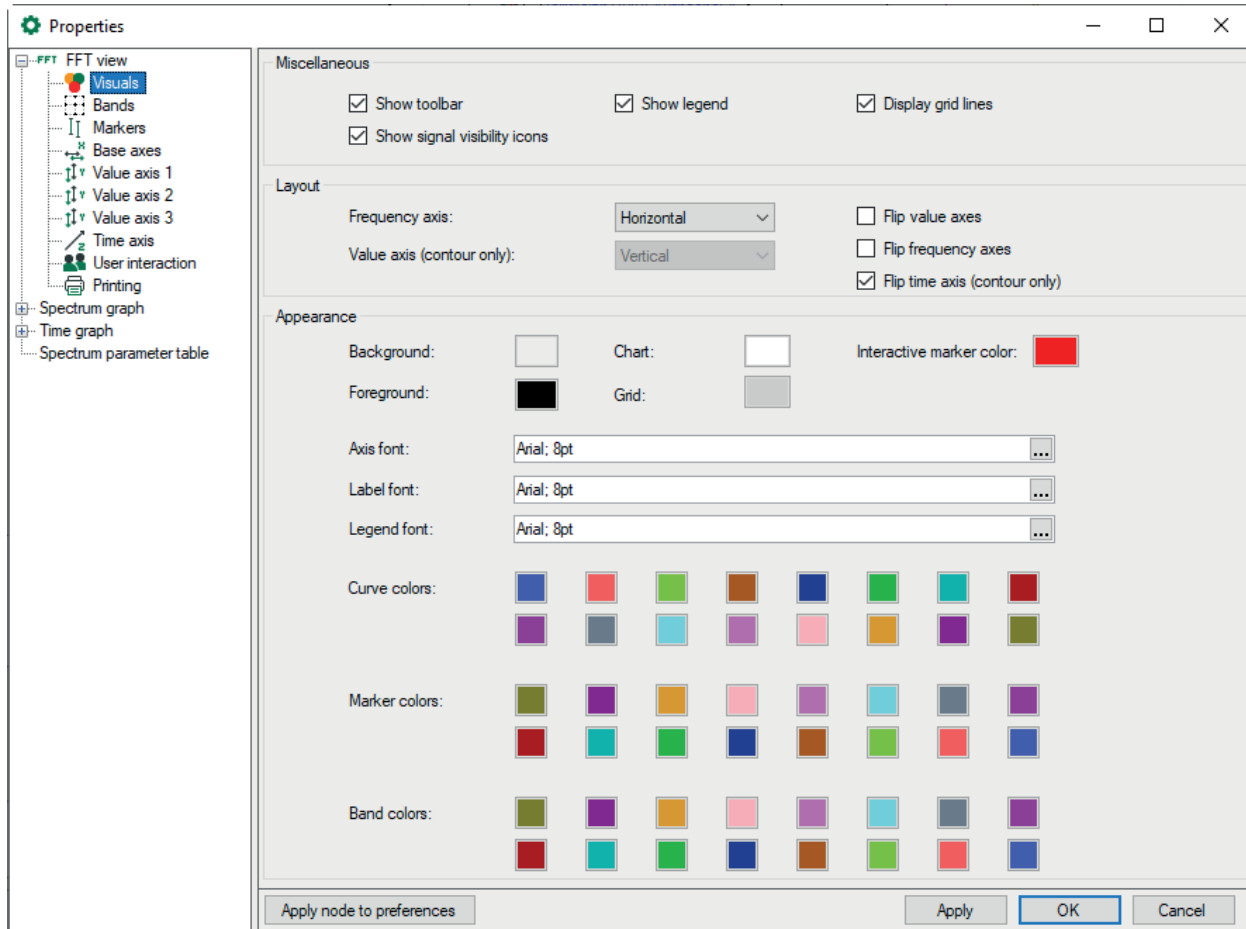 Properties
FFT FFT view
Visuals
Bands
Markers
Base axes
Value axis 1
Value axis 2
Value axis 3
Time axis
User interaction
Printing
Spectrum graph
Time graph
Spectrum parameter table
Miscellaneous
Show toolbar Show legend Display grid lines
Show signal visibility icons
Layout
Frequency axis: Horizontal Flip value axes
Flip frequency axes
Value axis (contour only): Vertical
Flip time axis (contour only)
Appearance
Background: Chart: Interactive marker color:
Foreground: Grid:
Axis font: Arial; 8pt ...
Label font: Arial; 8pt ...
Legend font: Arial; 8pt ...
Curve colors:
Marker colors:
Band colors:
Apply node to preferences Apply OK Cancel